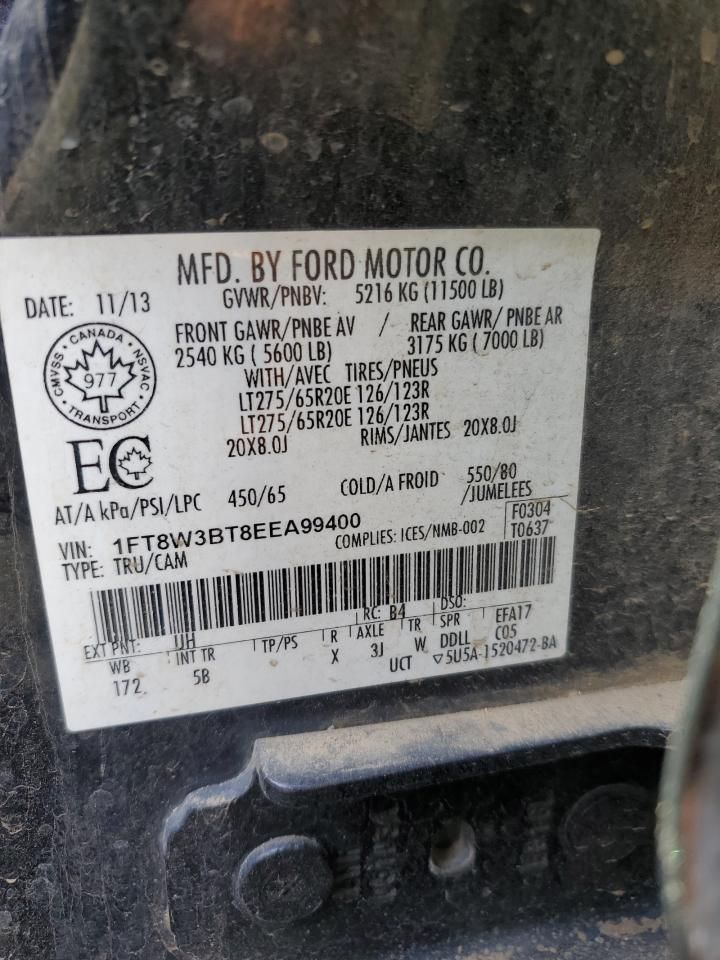 MFD. BY FORD MOTOR CO.
DATE: 11/13 GVWR/PNBV: 5216 KG (11500 LB)
FRONT GAWR/PNBE AV / REAR GAWR/ PNBE AR
2540 KG ( 5600 LB) 3175 KG ( 7000 LB)
WITH/AVEC TIRES/PNEUS
LT275/65R20E 126/123R
LT275/65R20E 126/123R
20X8.0J RIMS/JANTES 20X8.0J
CANADA
CMVSS NSVAC
977
TRANSPORT
EC
AT/A kPa/PSI/LPC 450/65 COLD/A FROID 550/80
/JUMELEES
VIN: 1FT8W3BT8EEA99400 F0304
TYPE: TRU/CAM COMPLIES: ICES/NMB-002 T0637
EXT PNT: UH RC: B4 DSO:
WB INT TR TP/PS R AXLE TR SPR EFA17
172 5B X 3J W DDLL C05
UCT ▽5U5A-1520472-BA